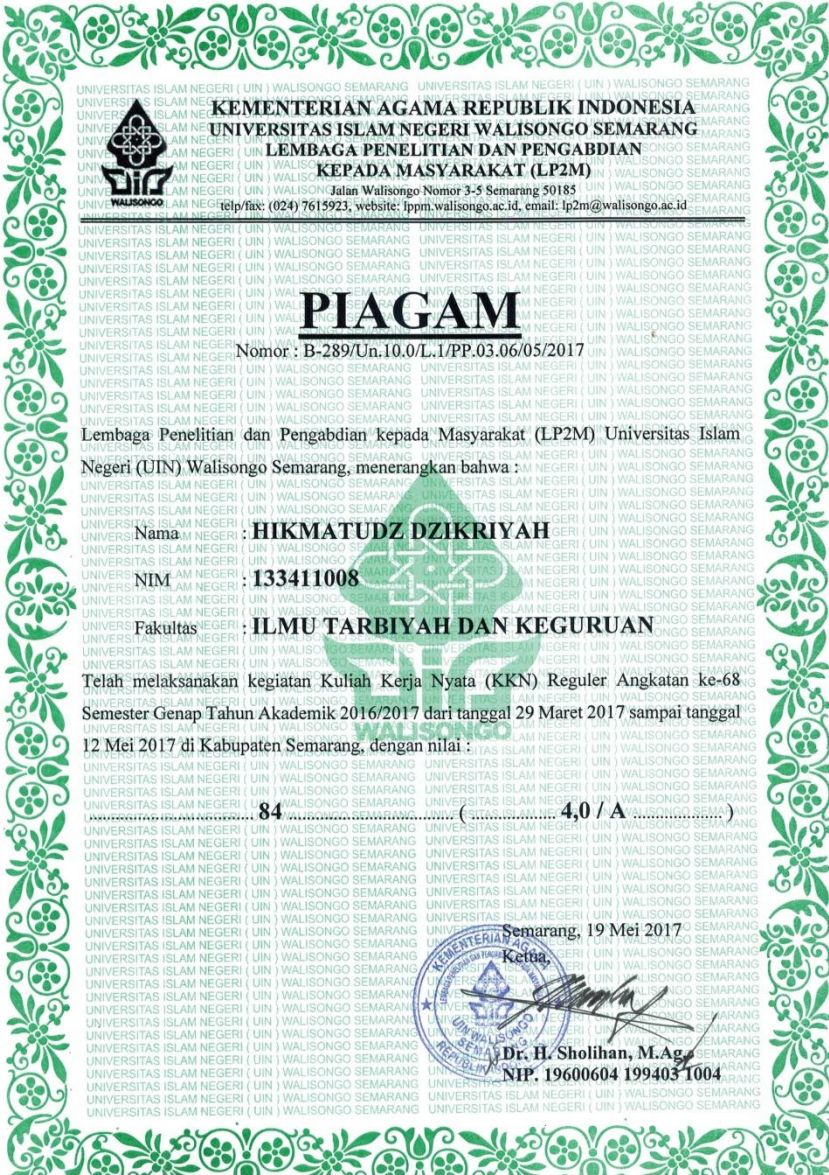 WALISONGO
KEMENTERIAN AGAMA REPUBLIK INDONESIA
UNIVERSITAS ISLAM NEGERI WALISONGO SEMARANG
LEMBAGA PENELITIAN DAN PENGABDIAN
KEPADA MASYARAKAT (LP2M)
Jalan Walisongo Nomor 3-5 Semarang 50185
telp/fax: (024) 7615923, website: lppm.walisongo.ac.id, email: lp2m@walisongo.ac.id
PIAGAM
Nomor : B-289/Un.10.0/L.1/PP.03.06/05/2017
Lembaga Penelitian dan Pengabdian kepada Masyarakat (LP2M) Universitas Islam
Negeri (UIN) Walisongo Semarang, menerangkan bahwa :
Nama : HIKMATUDZ DZIKRIYAH
NIM : 133411008
Fakultas : ILMU TARBIYAH DAN KEGURUAN
Telah melaksanakan kegiatan Kuliah Kerja Nyata (KKN) Reguler Angkatan ke-68
Semester Genap Tahun Akademik 2016/2017 dari tanggal 29 Maret 2017 sampai tanggal
12 Mei 2017 di Kabupaten Semarang, dengan nilai :
WALISONGO
............................. 84 ............................. ( ................ 4,0 / A .................. )
Semarang, 19 Mei 2017
Ketua,
KEMENTERIAN AGAMA
UIN WALISONGO
SEMARANG
Dr. H. Sholihan, M.Ag.
NIP. 19600604 199403 1004